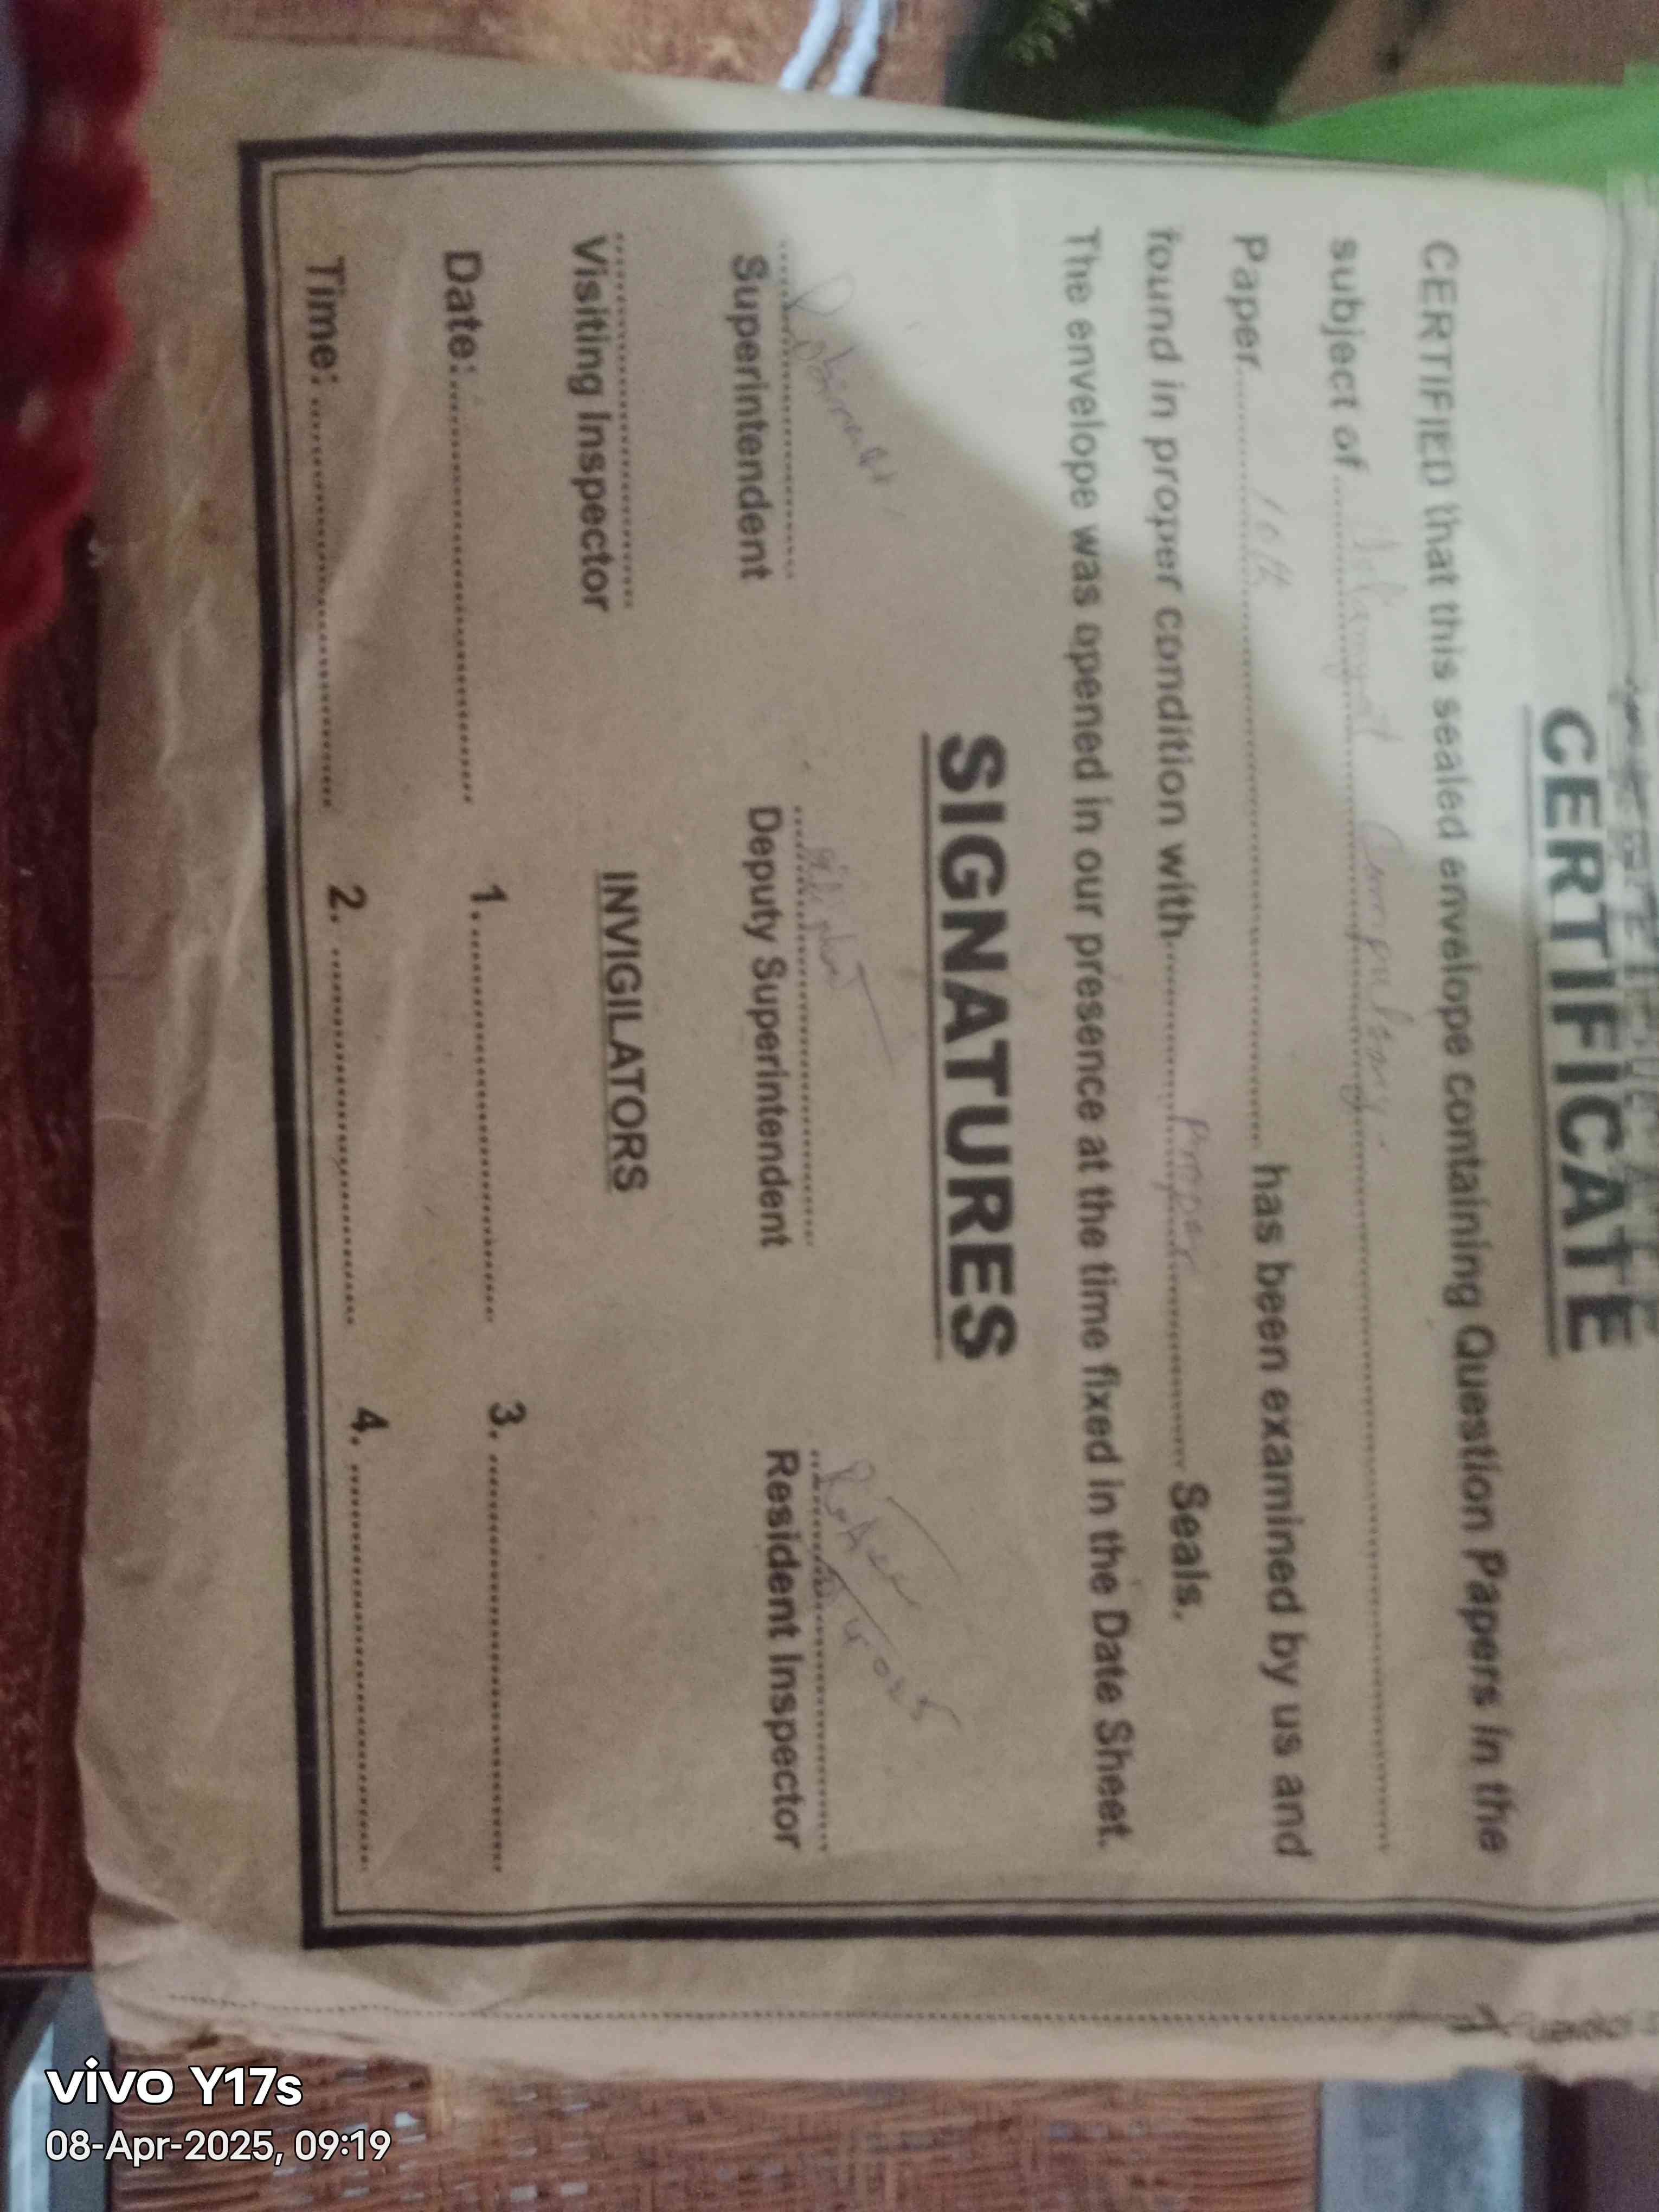 CERTIFICATE
CERTIFIED that this sealed envelope containing Question Papers in the
subject of.....Islamyat Compulsory.....
Paper.....10th..... has been examined by us and
found in proper condition with.....Proper..... Seals.
The envelope was opened in our presence at the time fixed in the Date Sheet.
SIGNATURES
Superintendent Deputy Superintendent Resident Inspector
Visiting Inspector INVIGILATORS
Date:..... 1...... 3. .....
Time: ..... 2. ..... 4. .....
vivo Y17s
08-Apr-2025, 09:19